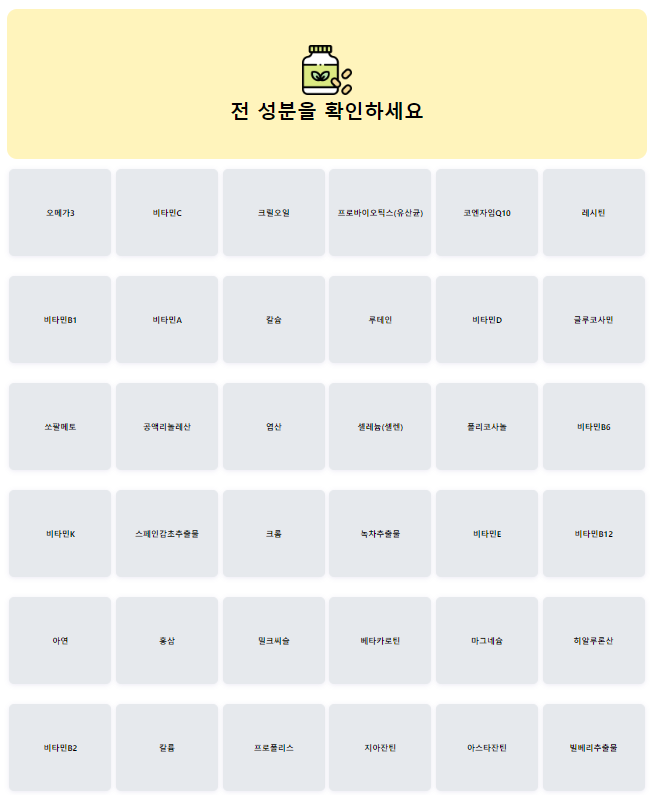 전 성분을 확인하세요
오메가3
비타민C
크릴오일
프로바이오틱스(유산균)
코엔자임Q10
레시틴
비타민B1
비타민A
칼슘
루테인
비타민D
글루코사민
쏘팔메토
공액리놀레산
엽산
셀레늄(셀렌)
폴리코사놀
비타민B6
비타민K
스페인감초추출물
크롬
녹차추출물
비타민E
비타민B12
아연
홍삼
밀크씨슬
베타카로틴
마그네슘
히알루론산
비타민B2
칼륨
프로폴리스
지아잔틴
아스타잔틴
빌베리추출물